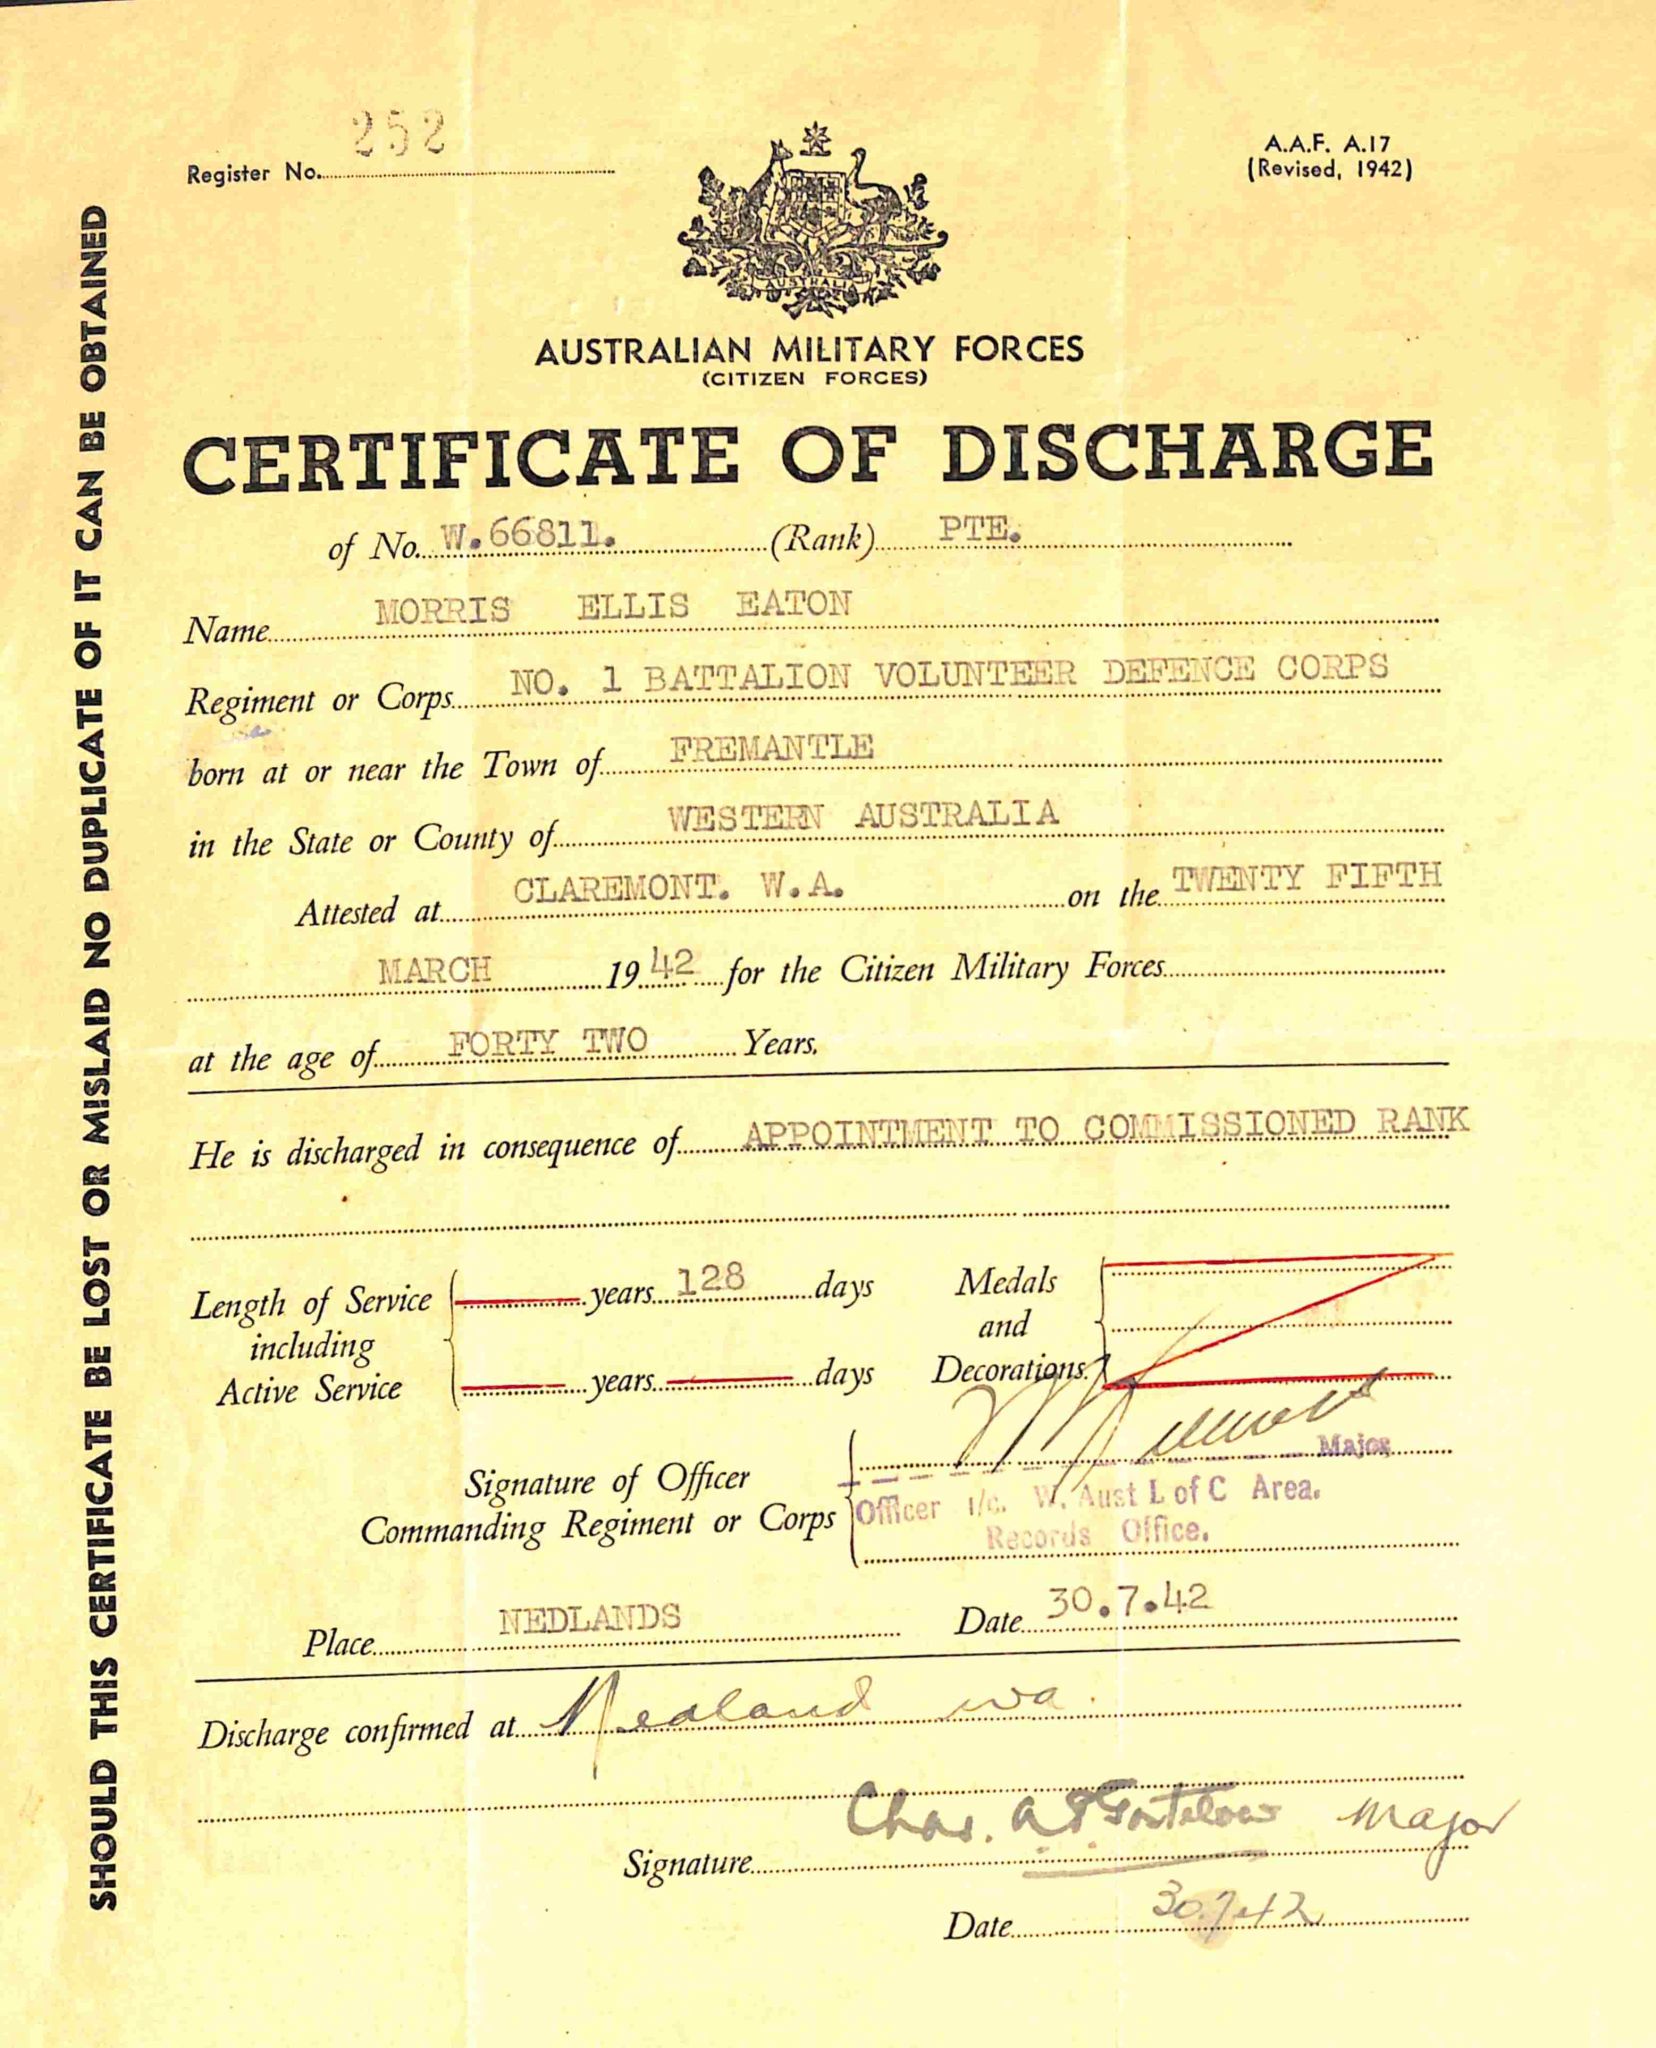 252
Register No.
A.A.F. A.17
(Revised, 1942)
AUSTRALIA
AUSTRALIAN MILITARY FORCES
(CITIZEN FORCES)
CERTIFICATE OF DISCHARGE
of No. W.66811. (Rank) PTE.
Name MORRIS ELLIS EATON
Regiment or Corps NO. 1 BATTALION VOLUNTEER DEFENCE CORPS
born at or near the Town of FREMANTLE
in the State or County of WESTERN AUSTRALIA
Attested at CLAREMONT. W.A. on the TWENTY FIFTH
MARCH 1942 for the Citizen Military Forces
at the age of FORTY TWO Years.
He is discharged in consequence of APPOINTMENT TO COMMISSIONED RANK
Length of Service including Active Service
years 128 days
years days
Medals and Decorations
Signature of Officer
Commanding Regiment or Corps
Major
Officer i/c. W. Aust L of C Area.
Records Office.
Place NEDLANDS Date 30.7.42
Discharge confirmed at Nedland WA.
Signature Chas. Major
Date 30.7.42
SHOULD THIS CERTIFICATE BE LOST OR MISLAID NO DUPLICATE OF IT CAN BE OBTAINED